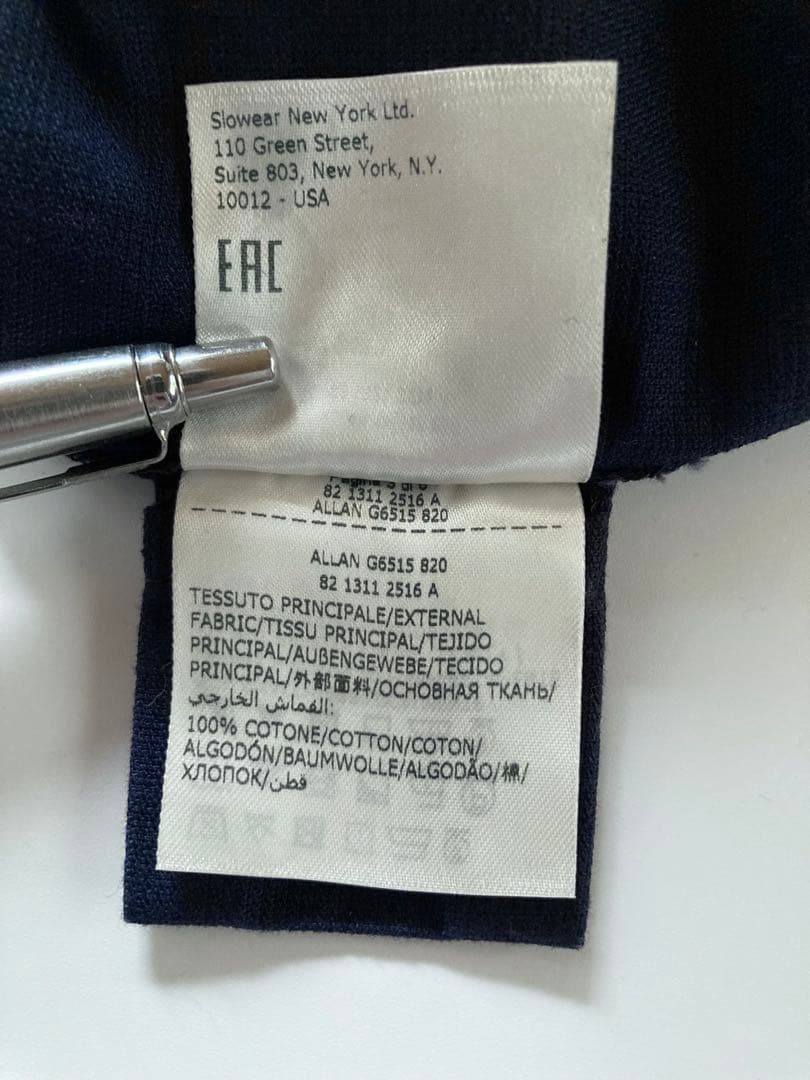 Slowear New York Ltd.
110 Green Street,
Suite 803, New York, N.Y.
10012 - USA
EAC
82 1311 2516 A
ALLAN G6515 820
ALLAN G6515 820
82 1311 2516 A
TESSUTO PRINCIPALE/EXTERNAL
FABRIC/TISSU PRINCIPAL/TEJIDO
PRINCIPAL/AUßENGEWEBE/TECIDO
PRINCIPAL/外部面料/ОСНОВНАЯ ТКАНЬ/
القماش الخارجي:
100% COTONE/COTTON/COTON/
ALGODÓN/BAUMWOLLE/ALGODÃO/棉/
ХЛОПОК/قطن